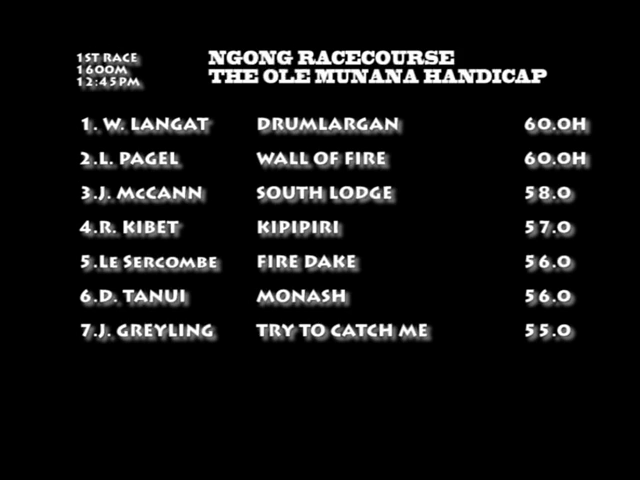 1ST RACE
1600M
12:45PM
NGONG RACECOURSE
THE OLE MUNANA HANDICAP
1. W. LANGAT DRUMLARGAN 60.0H
2.L. PAGEL WALL OF FIRE 60.0H
3.J. McCANN SOUTH LODGE 58.0
4.R. KIBET KIPIPIRI 57.0
5.Le Sercombe FIRE DAKE 56.0
6.D. TANUI MONASH 56.0
7.J. GREYLING TRY TO CATCH ME 55.0